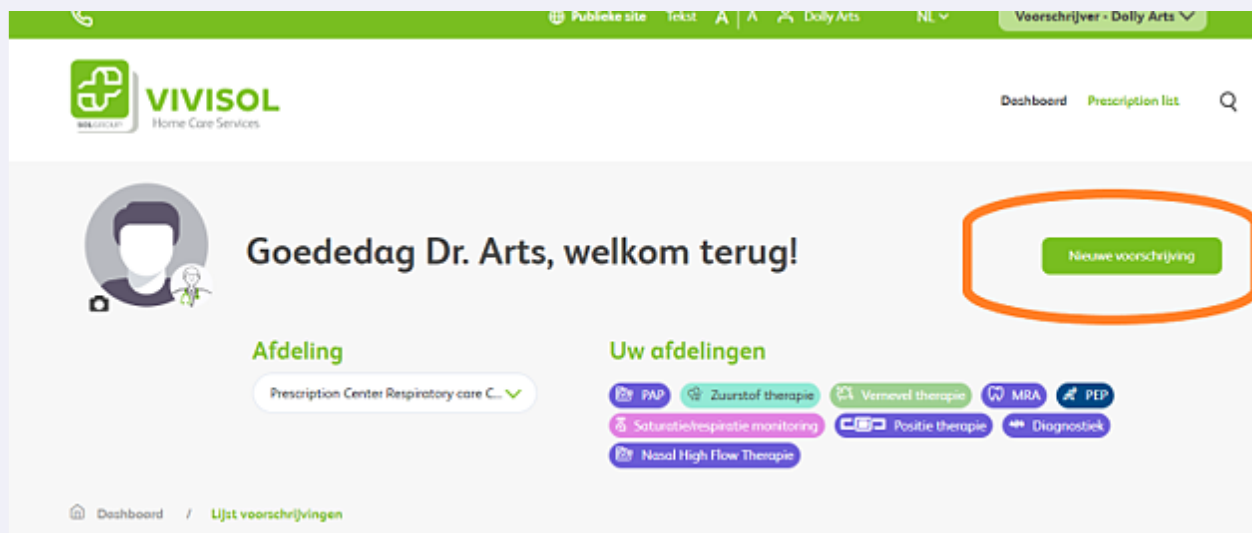 Publieke site Tekst A | A Dolly Arts NL Voorschrijver - Dolly Arts
VIVISOL
Home Care Services
SOLGROUP
Dashboard Prescription list
Goededag Dr. Arts, welkom terug!
Nieuwe voorschrijving
Afdeling
Prescription Center Respiratory care C...
Uw afdelingen
PAP Zuurstof therapie Vernevel therapie MRA PEP
Saturatie/respiratie monitoring Positie therapie Diagnostiek
Nasal High Flow Therapie
Dashboard / Lijst voorschrijvingen